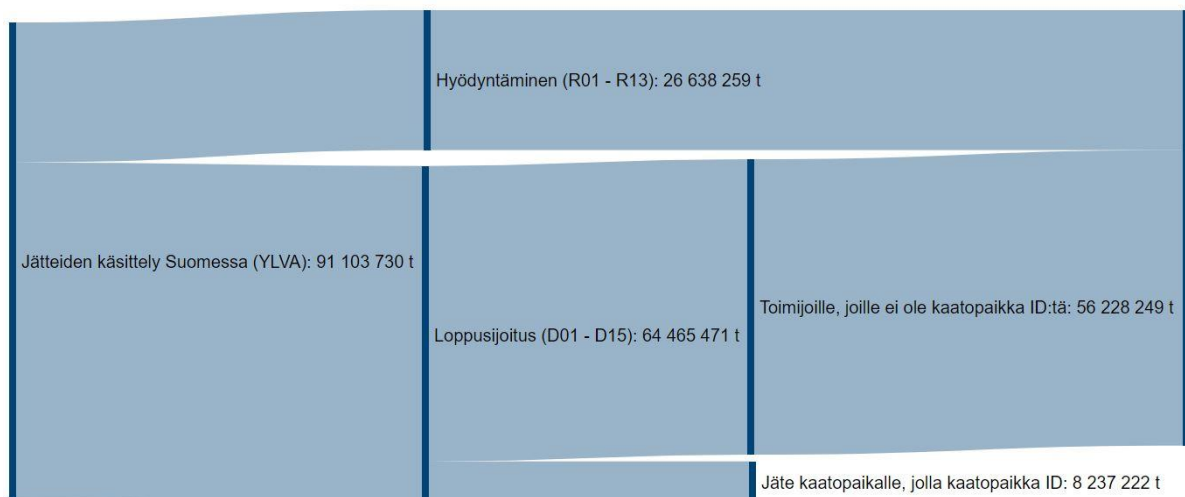 Hyödyntäminen (R01 - R13): 26 638 259 t
Jätteiden käsittely Suomessa (YLVA): 91 103 730 t
Toimijoille, joille ei ole kaatopaikka ID:tä: 56 228 249 t
Loppusijoitus (D01 - D15): 64 465 471 t
Jäte kaatopaikalle, jolla kaatopaikka ID: 8 237 222 t